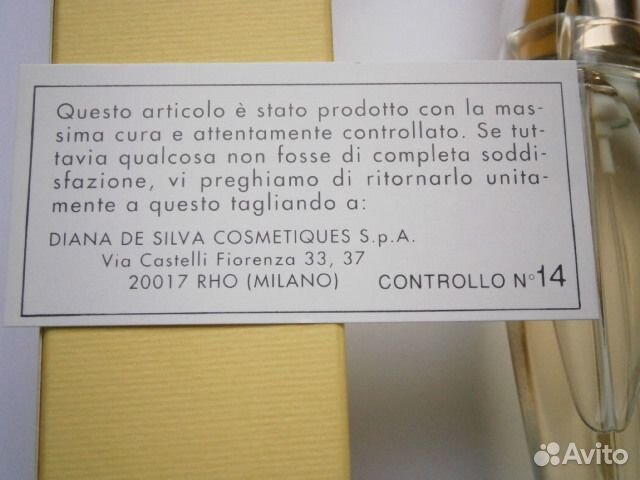 Questo articolo è stato prodotto con la mas-
sima cura e attentamente controllato. Se tut-
tavia qualcosa non fosse di completa soddi-
sfazione, vi preghiamo di ritornarlo unita-
mente a questo tagliando a:
DIANA DE SILVA COSMETIQUES S.p.A.
Via Castelli Fiorenza 33, 37
20017 RHO (MILANO)
CONTROLLO N° 14
Avito